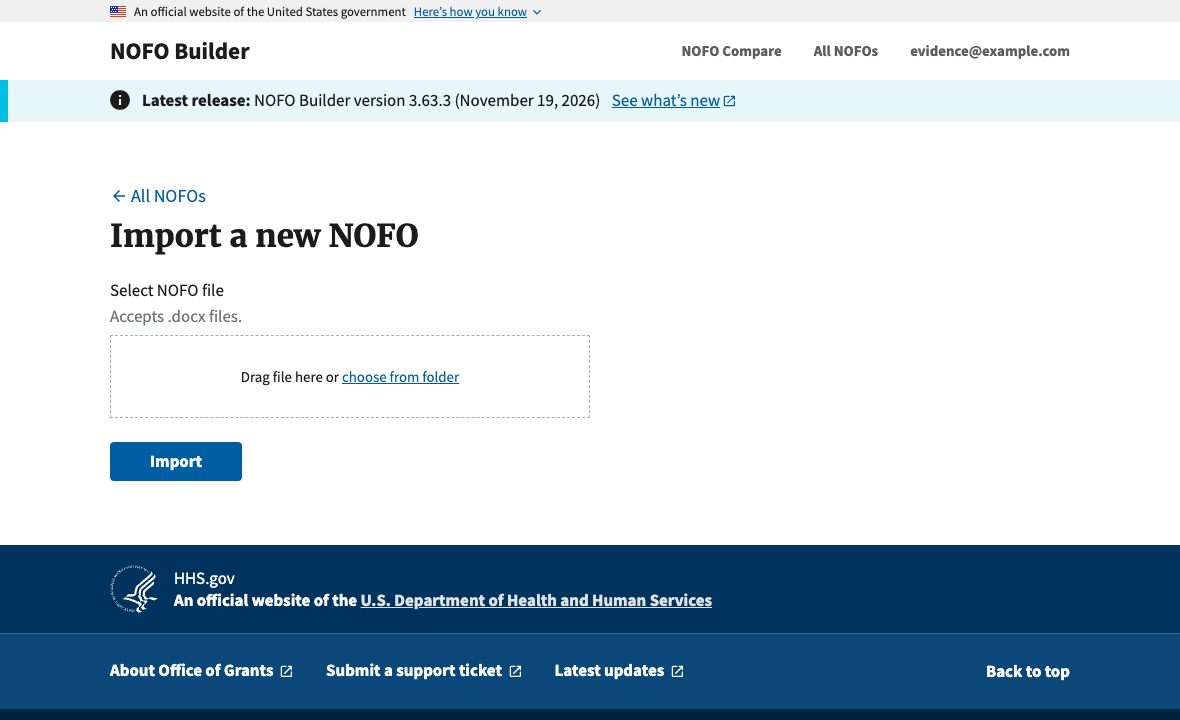 An official website of the United States government Here's how you know
NOFO Builder
NOFO Compare All NOFOs evidence@example.com
Latest release: NOFO Builder version 3.63.3 (November 19, 2026) See what's new
All NOFOs
Import a new NOFO
Select NOFO file
Accepts .docx files.
Drag file here or choose from folder
Import
HHS.gov
An official website of the U.S. Department of Health and Human Services
About Office of Grants Submit a support ticket Latest updates Back to top